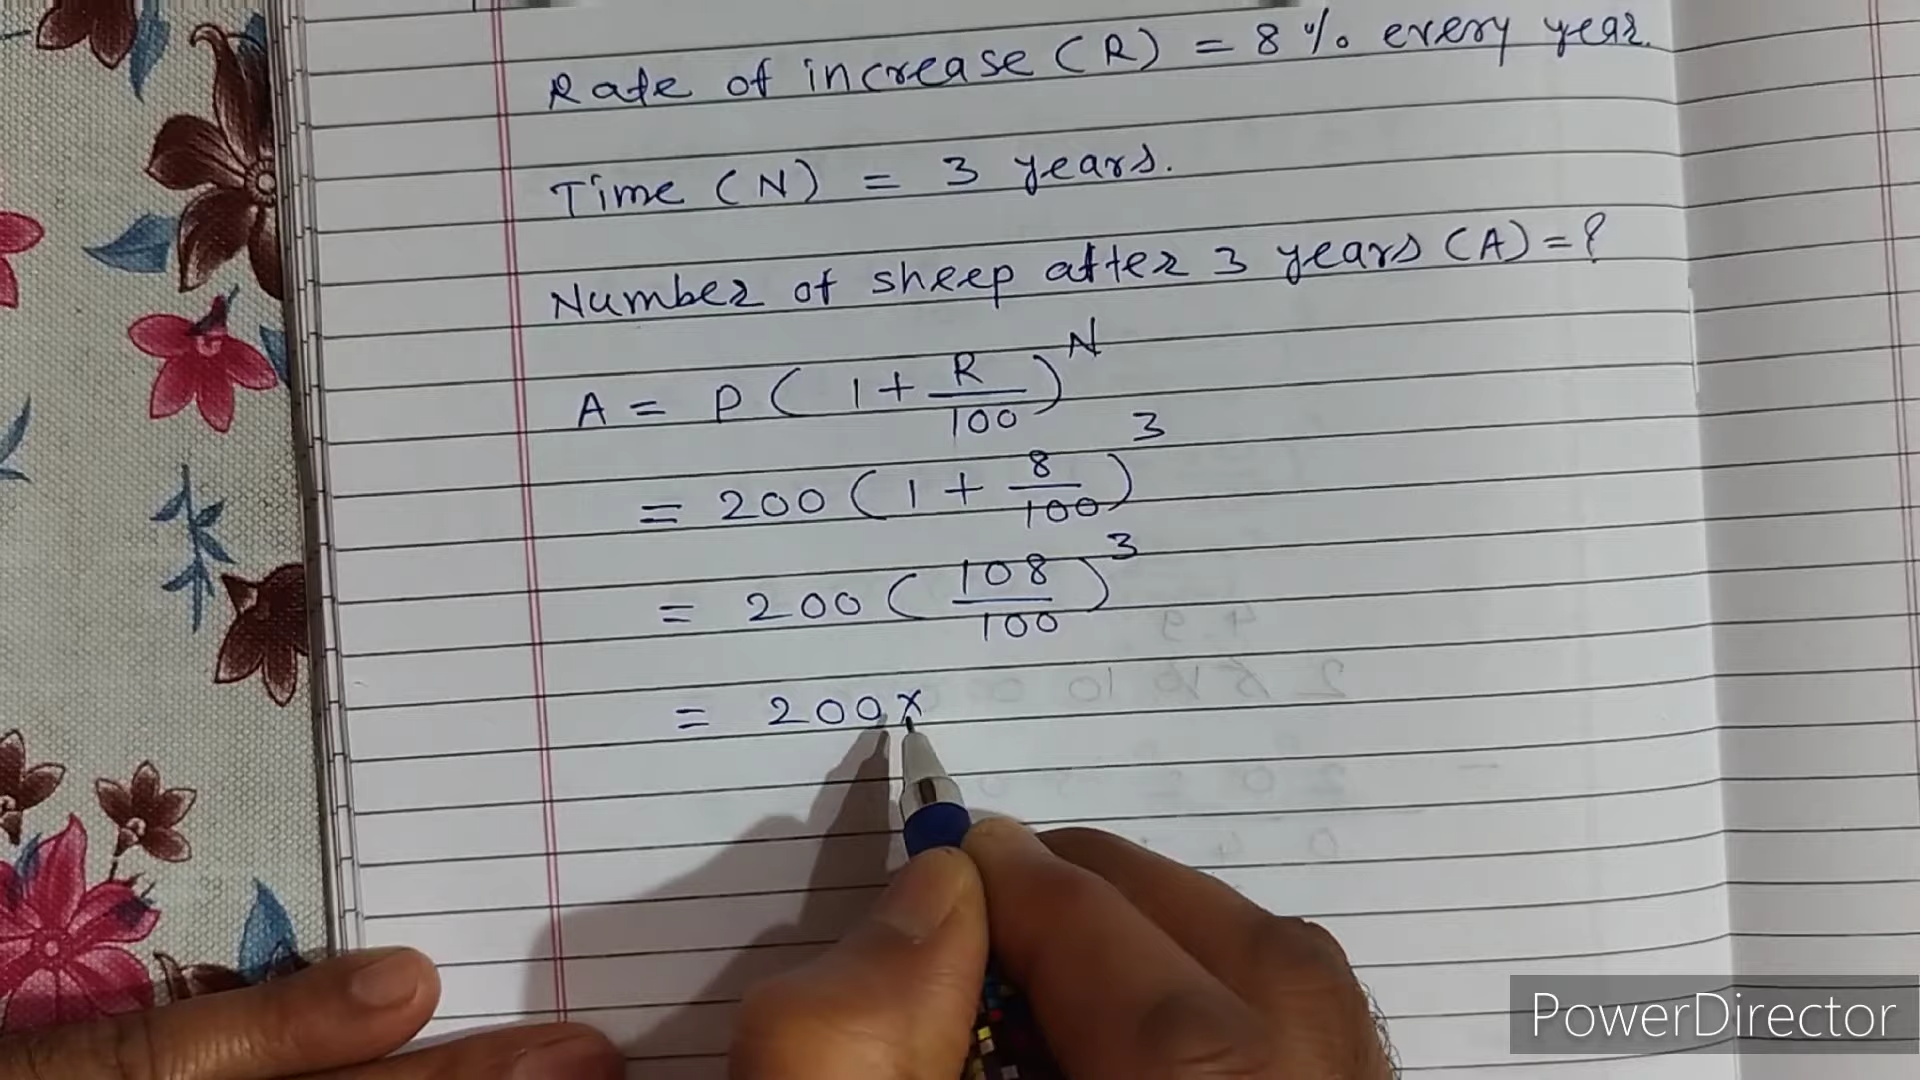 Rate of increase (R) = 8 % every year.
Time (N) = 3 years.
Number of sheep after 3 years (A) = ?
A = P ( 1 + R/100 )^N
= 200 ( 1 + 8/100 )^3
= 200 ( 108/100 )^3
= 200 x
PowerDirector